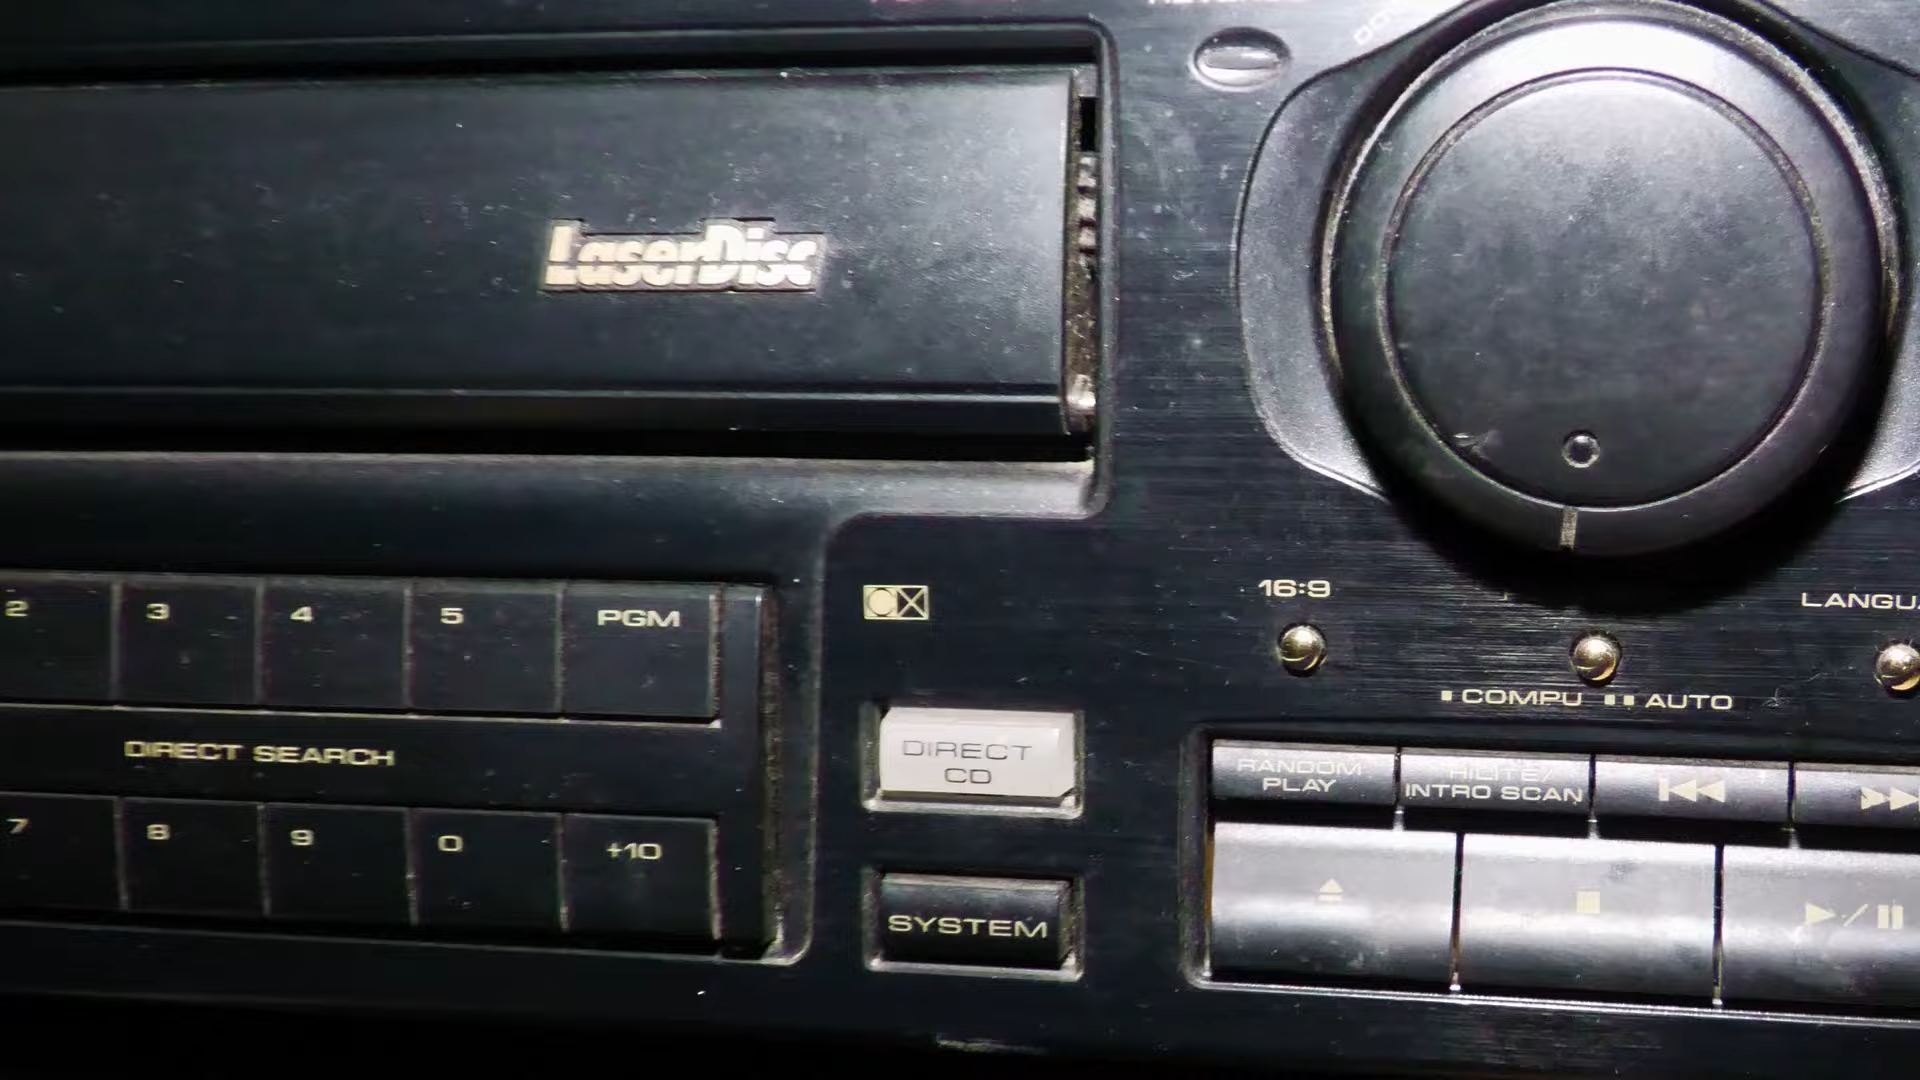 LaserDisc
16:9
LANGUA
2
3
4
5
PGM
COMPU
AUTO
DIRECT SEARCH
DIRECT
CD
RANDOM
PLAY
HILITE/
INTRO SCAN
7
8
9
0
+10
SYSTEM